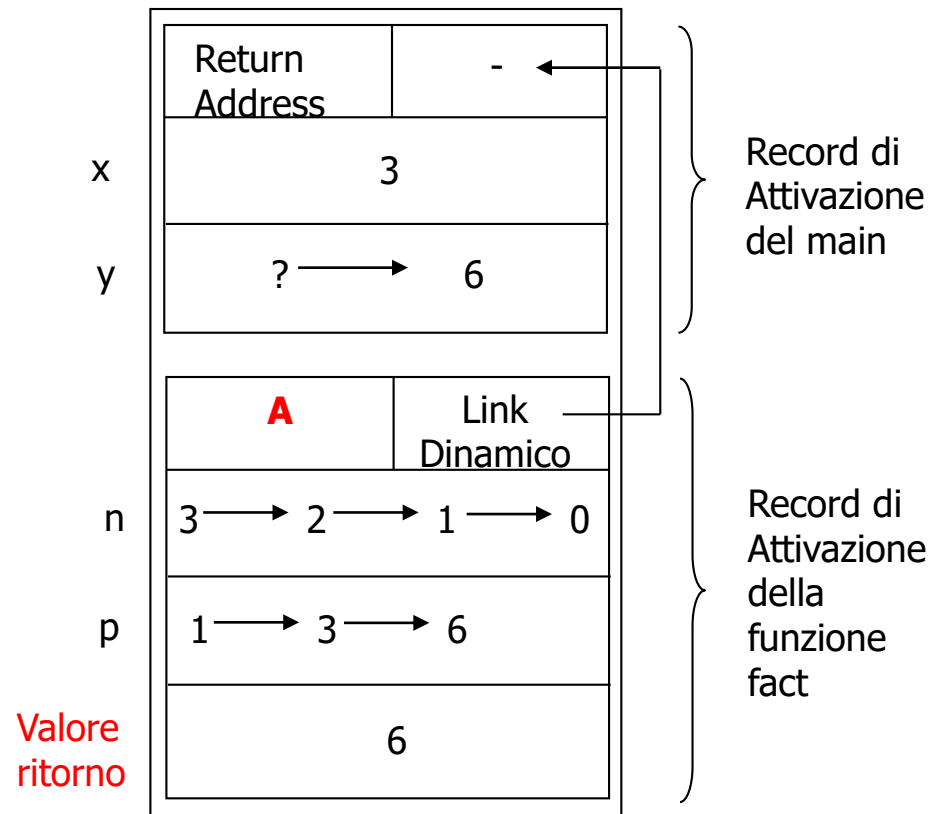 Return
Address
-
x
3
Record di
Attivazione
del main
y
? 6
A
Link
Dinamico
n
3 2 1 0
Record di
Attivazione
della
funzione
fact
p
1 3 6
Valore
ritorno
6